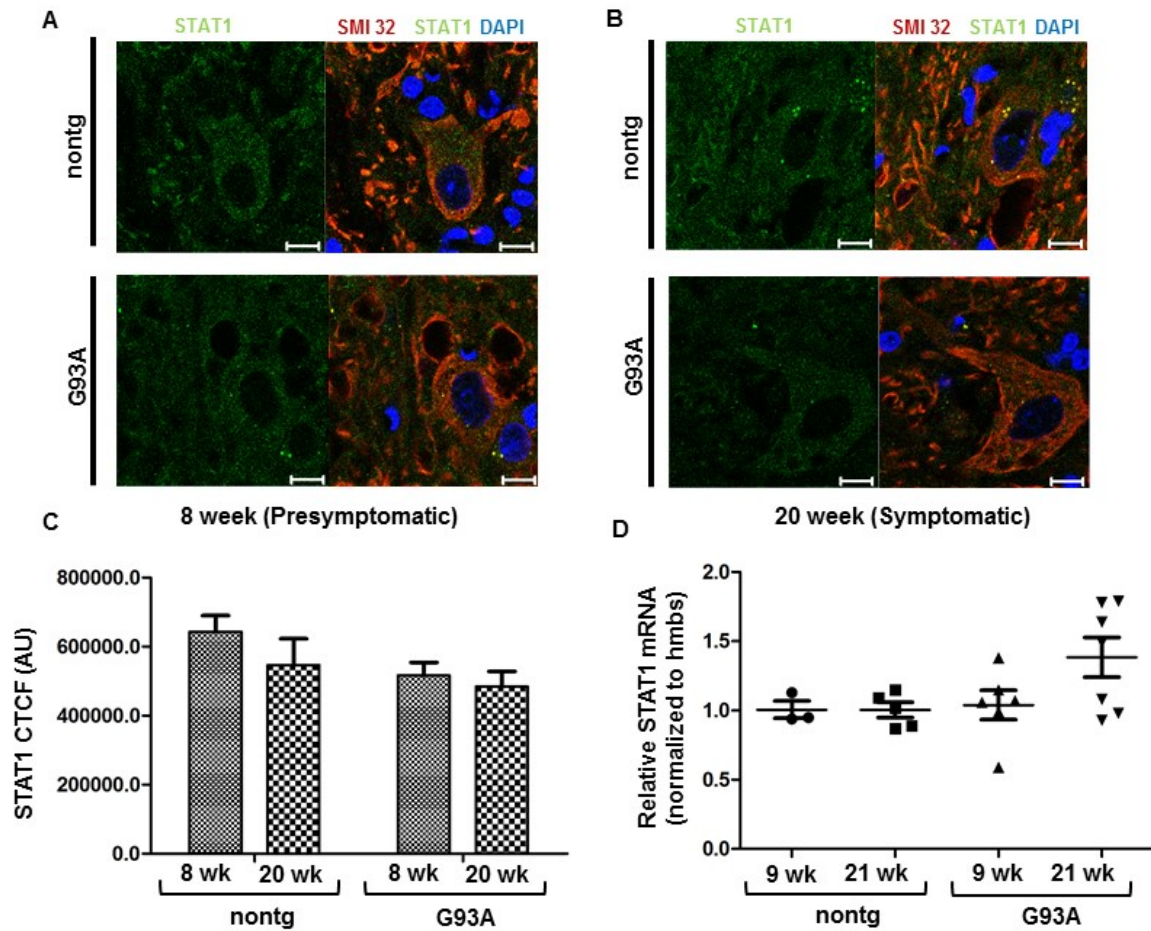 A
STAT1
SMI 32 STAT1 DAPI
nontg
G93A
8 week (Presymptomatic)
B
STAT1
SMI 32 STAT1 DAPI
nontg
G93A
20 week (Symptomatic)
C
STAT1 CTCF (AU)
800000.0
600000.0
400000.0
200000.0
0.0
8 wk 20 wk 8 wk 20 wk
nontg G93A
D
Relative STAT1 mRNA
(normalized to hmbs)
2.0
1.5
1.0
0.5
0.0
9 wk 21 wk 9 wk 21 wk
nontg G93A